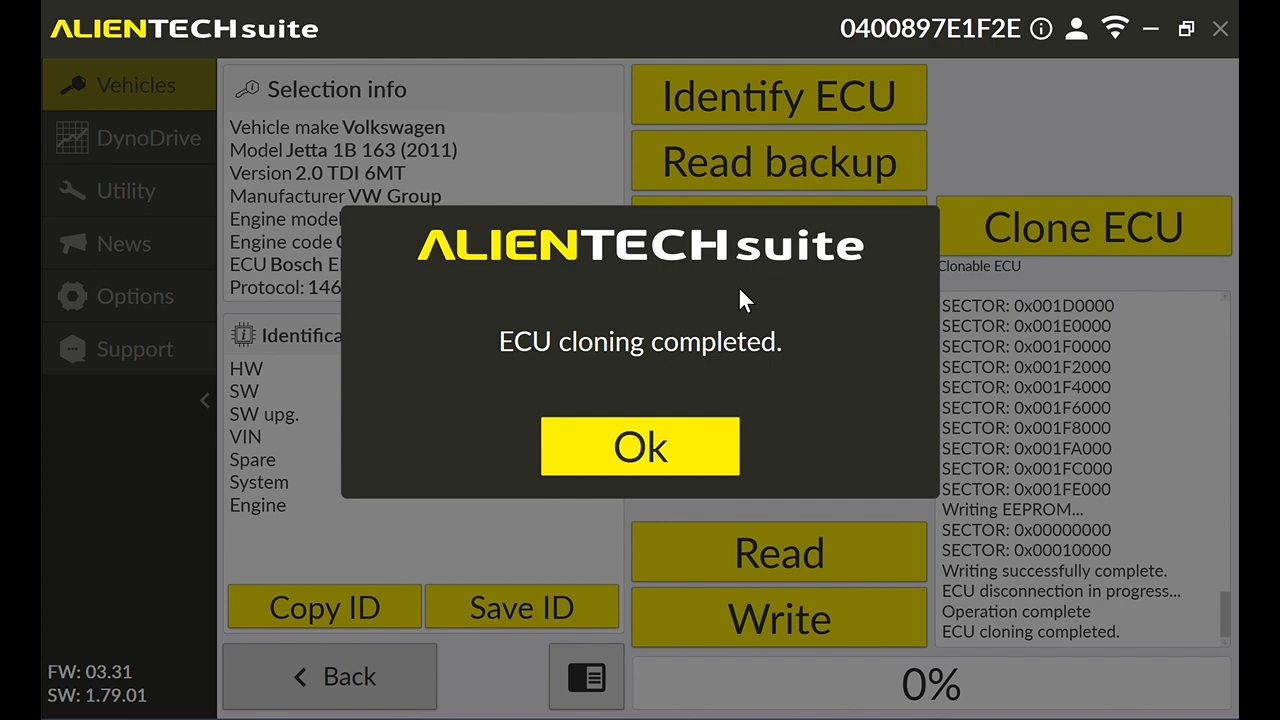 ALIENTECH suite
0400897E1F2E
Vehicles
DynoDrive
Utility
News
Options
Support
FW: 03.31
SW: 1.79.01
Selection info
Vehicle make Volkswagen
Model Jetta 1B 163 (2011)
Version 2.0 TDI 6MT
Manufacturer VW Group
Engine model
Engine code
ECU Bosch
Protocol: 146
HW
SW
SW upg.
VIN
Spare
System
Engine
Copy ID
Save ID
Back
Identify ECU
Read backup
ALIENTECH suite
ECU cloning completed.
Ok
Read
Write
Clone ECU
Clonable ECU
SECTOR: 0x001D0000
SECTOR: 0x001E0000
SECTOR: 0x001F0000
SECTOR: 0x001F2000
SECTOR: 0x001F4000
SECTOR: 0x001F6000
SECTOR: 0x001F8000
SECTOR: 0x001FA000
SECTOR: 0x001FC000
SECTOR: 0x001FE000
Writing EEPROM...
SECTOR: 0x00000000
SECTOR: 0x00010000
Writing successfully complete.
ECU disconnection in progress...
Operation complete
ECU cloning completed.
0%